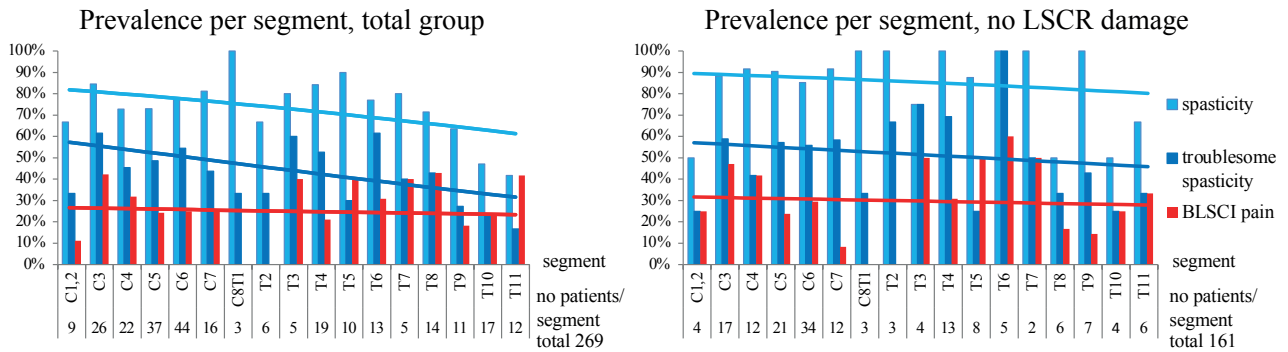 Prevalence per segment, total group
100%
90%
80%
70%
60%
50%
40%
30%
20%
10%
0%
C1,2 C3 C4 C5 C6 C7 C8T1 T2 T3 T4 T5 T6 T7 T8 T9 T10 T11
segment
9 26 22 37 44 16 3 6 5 19 10 13 5 14 11 17 12
no patients/
segment
total 269
Prevalence per segment, no LSCR damage
100%
90%
80%
70%
60%
50%
40%
30%
20%
10%
0%
C1,2 C3 C4 C5 C6 C7 C8T1 T2 T3 T4 T5 T6 T7 T8 T9 T10 T11
segment
4 17 12 21 34 12 3 3 4 13 8 5 2 6 7 4 6
no patients/
segment
total 161
spasticity
troublesome
spasticity
BLSCI pain